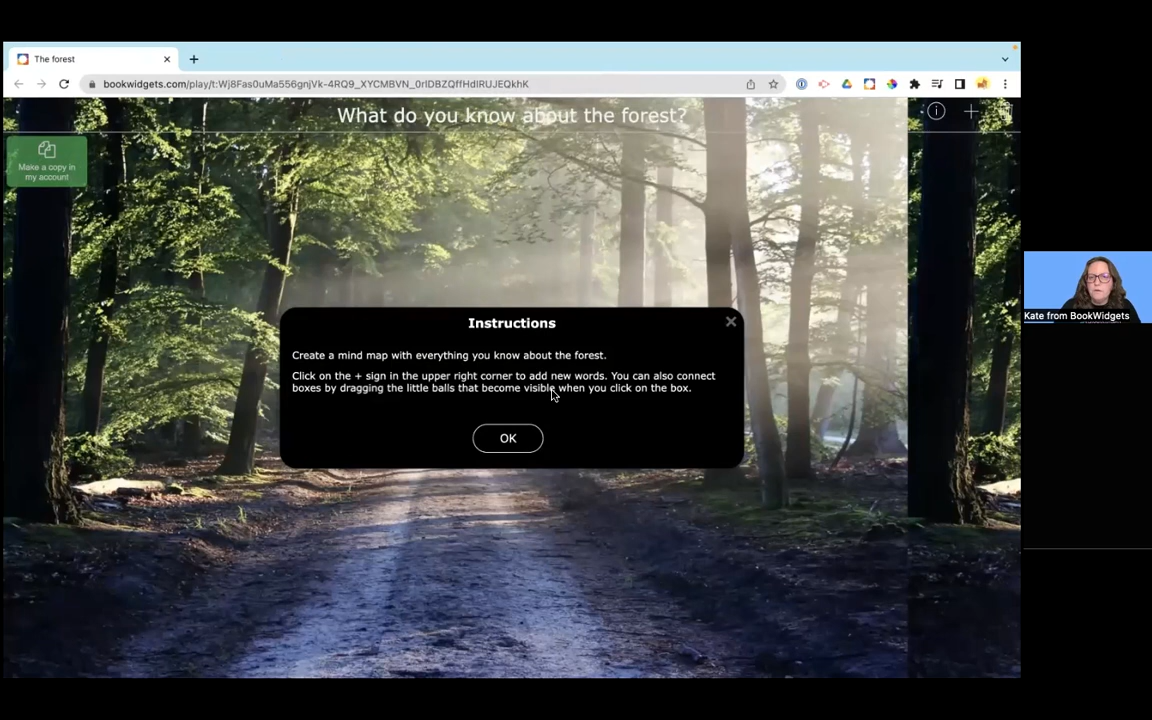 The forest
bookwidgets.com/play/t:Wj8Fas0uMa556gnjVk-4RQ9_XYCMBVN_0rIDBZQffHdIRUJEQkhK
What do you know about the forest?
Make a copy in
my account
Instructions
Create a mind map with everything you know about the forest.
Click on the + sign in the upper right corner to add new words. You can also connect
boxes by dragging the little balls that become visible when you click on the box.
OK
Kate from BookWidgets